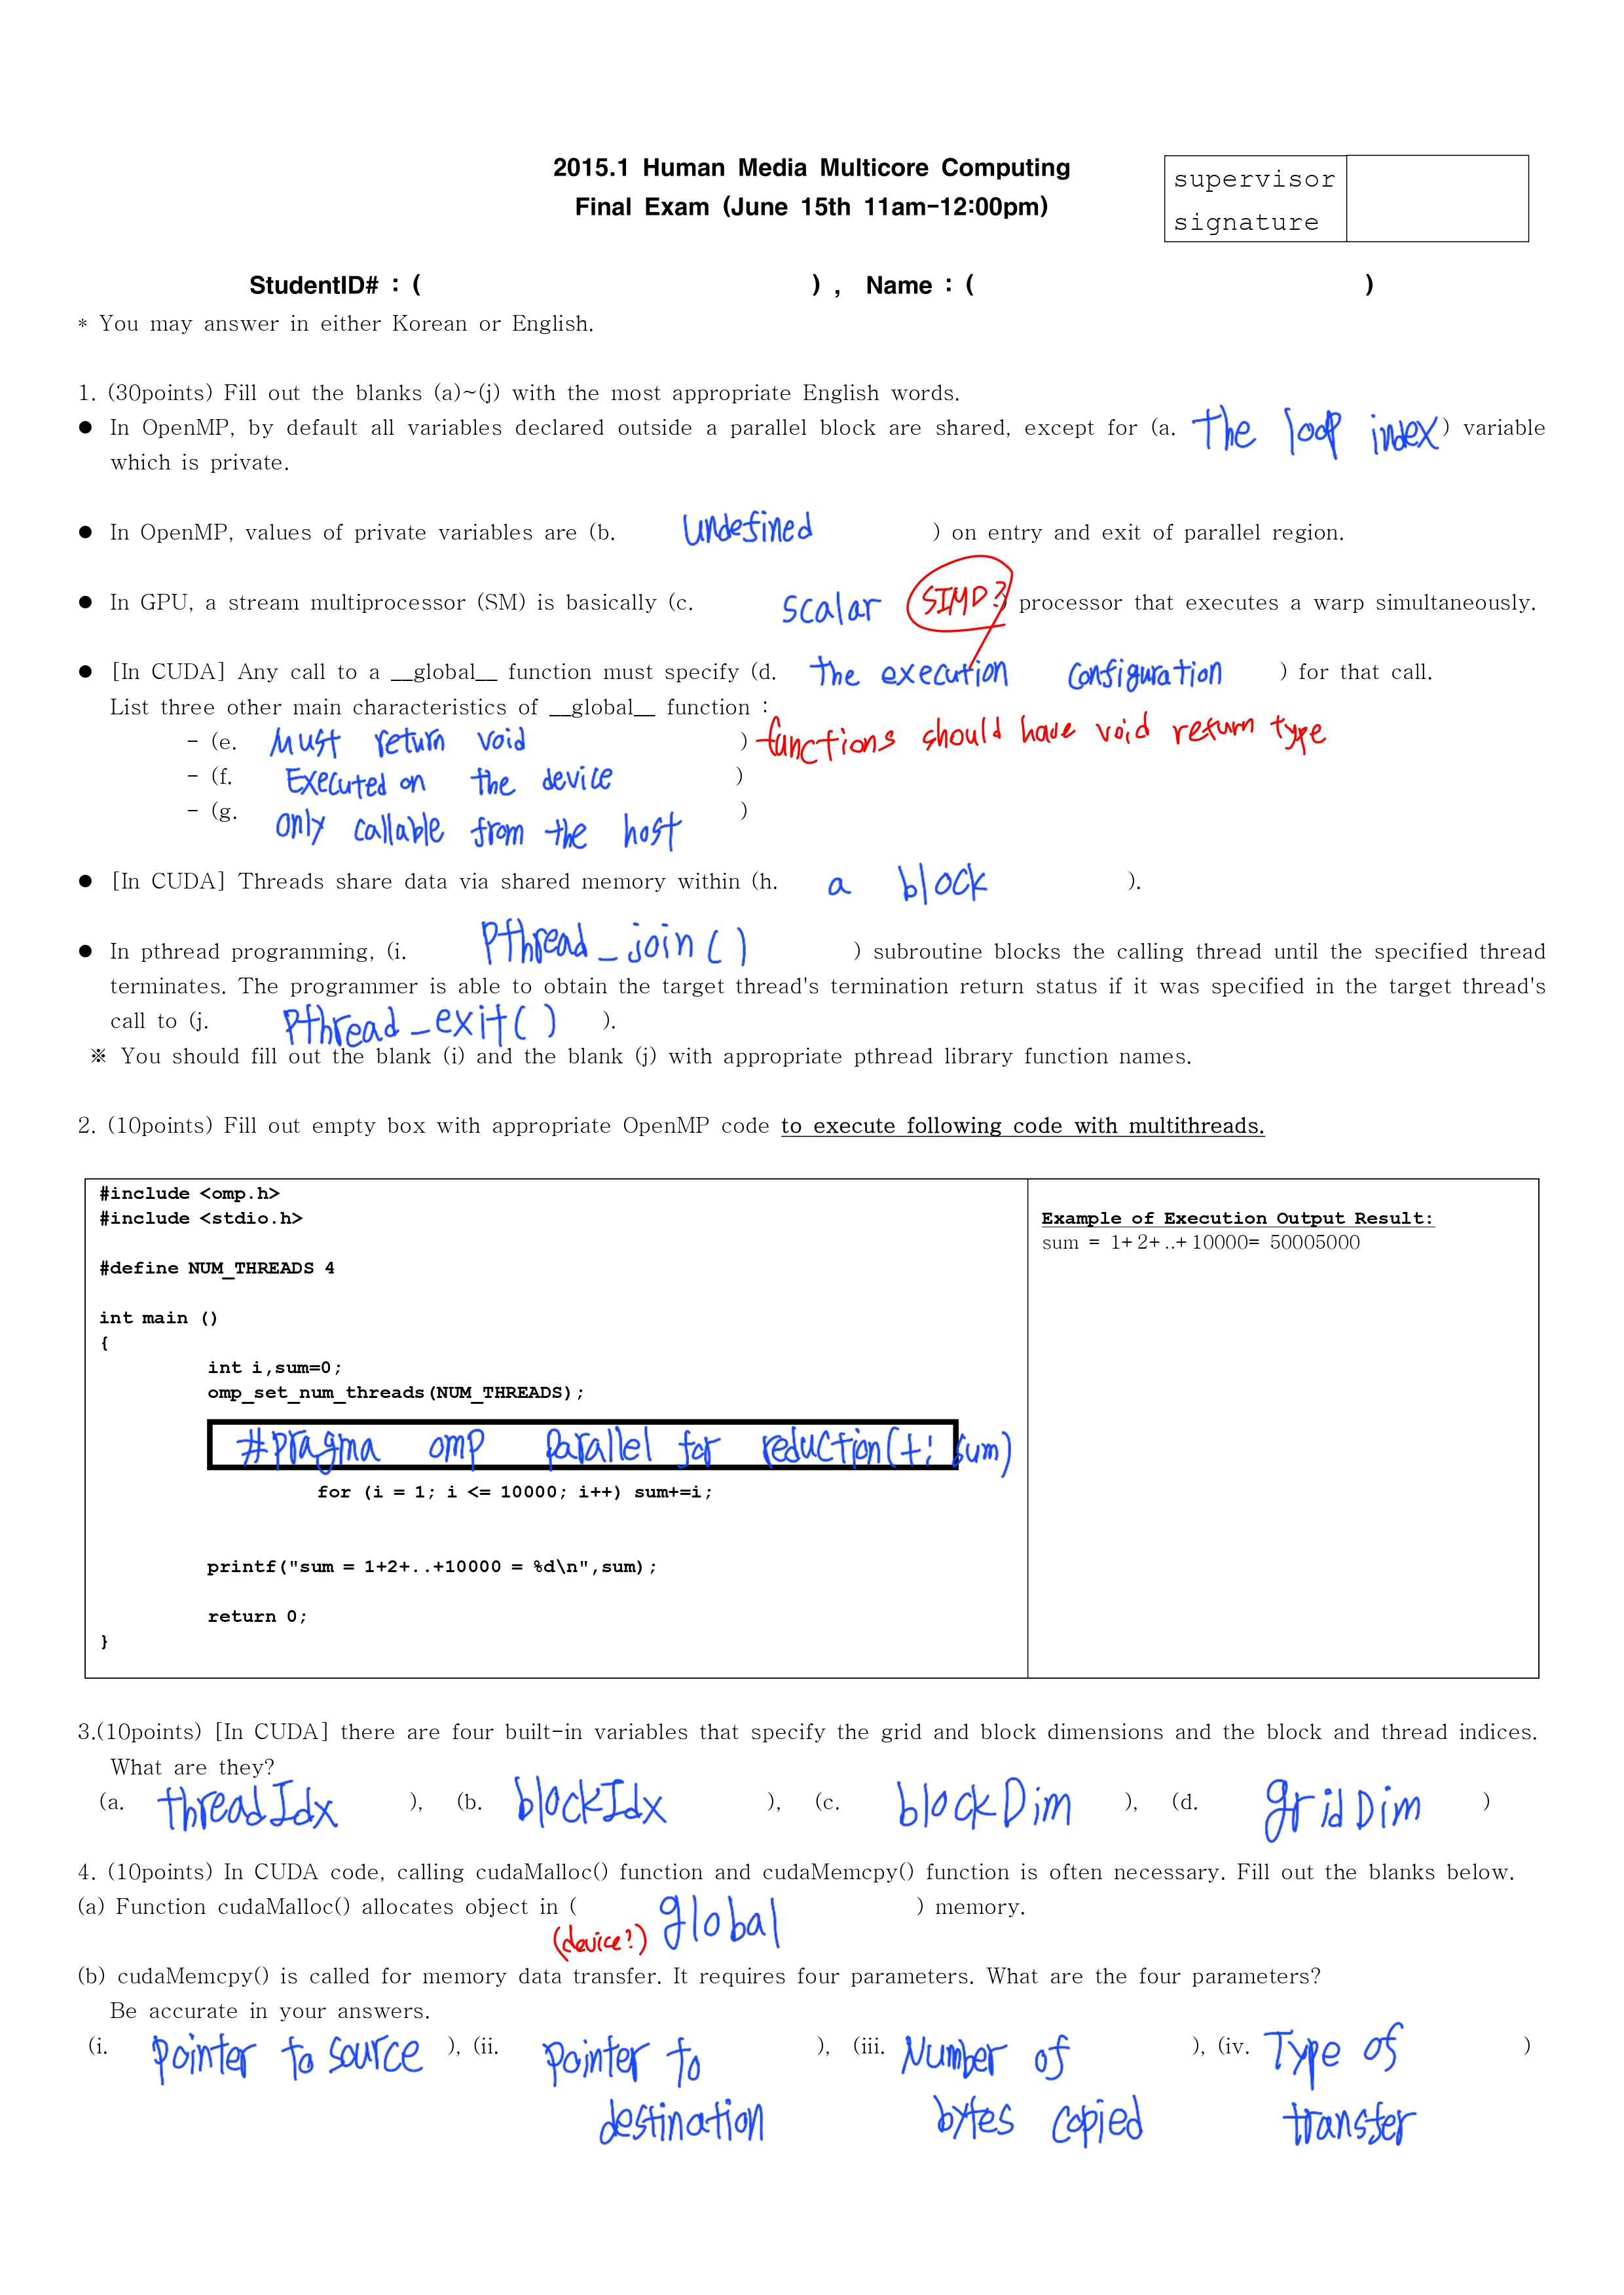 2015.1 Human Media Multicore Computing
Final Exam (June 15th 11am-12:00pm)
supervisor
signature
StudentID# : ( ) , Name : ( )
* You may answer in either Korean or English.
1. (30points) Fill out the blanks (a)~(j) with the most appropriate English words.
● In OpenMP, by default all variables declared outside a parallel block are shared, except for (a. the loop index ) variable
which is private.
● In OpenMP, values of private variables are (b. undefined ) on entry and exit of parallel region.
● In GPU, a stream multiprocessor (SM) is basically (c. scalar SIMD? ) processor that executes a warp simultaneously.
● [In CUDA] Any call to a __global__ function must specify (d. the execution configuration ) for that call.
List three other main characteristics of __global__ function :
- (e. Must return void ) functions should have void return type
- (f. Executed on the device )
- (g. only callable from the host )
● [In CUDA] Threads share data via shared memory within (h. a block ).
● In pthread programming, (i. Pthread_join() ) subroutine blocks the calling thread until the specified thread
terminates. The programmer is able to obtain the target thread's termination return status if it was specified in the target thread's
call to (j. Pthread_exit() ).
※ You should fill out the blank (i) and the blank (j) with appropriate pthread library function names.
2. (10points) Fill out empty box with appropriate OpenMP code to execute following code with multithreads.
#include <omp.h>
#include <stdio.h>
#define NUM_THREADS 4
int main ()
{
int i,sum=0;
omp_set_num_threads(NUM_THREADS);
#pragma omp parallel for reduction(+: sum)
for (i = 1; i <= 10000; i++) sum+=i;
printf("sum = 1+2+..+10000 = %d\n",sum);
return 0;
}
Example of Execution Output Result:
sum = 1+2+..+10000= 50005000
3.(10points) [In CUDA] there are four built-in variables that specify the grid and block dimensions and the block and thread indices.
What are they?
(a. threadIdx ), (b. blockIdx ), (c. blockDim ), (d. gridDim )
4. (10points) In CUDA code, calling cudaMalloc() function and cudaMemcpy() function is often necessary. Fill out the blanks below.
(a) Function cudaMalloc() allocates object in ( global ) memory.
(device?)
(b) cudaMemcpy() is called for memory data transfer. It requires four parameters. What are the four parameters?
Be accurate in your answers.
(i. pointer to source ), (ii. pointer to ), (iii. Number of ), (iv. Type of )
destination bytes copied transfer